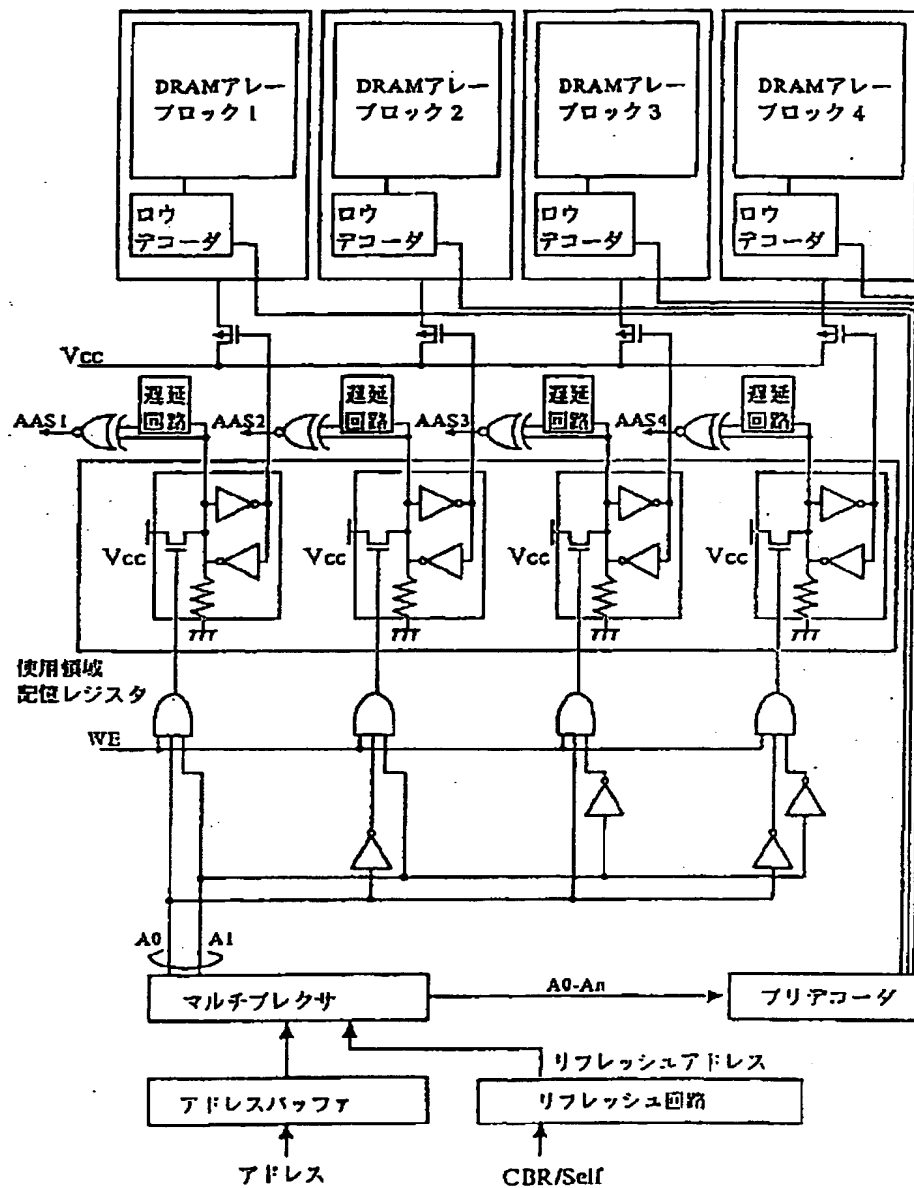 DRAMアレー
ブロック1
DRAMアレー
ブロック2
DRAMアレー
ブロック3
DRAMアレー
ブロック4
ロウ
デコーダ
ロウ
デコーダ
ロウ
デコーダ
ロウ
デコーダ
Vcc
遅延
回路
遅延
回路
遅延
回路
遅延
回路
AAS1
AAS2
AAS3
AAS4
Vcc
Vcc
Vcc
Vcc
使用領域
記位レジスタ
WE
A0
A1
マルチプレクサ
A0-An
プリデコーダ
リフレッシュアドレス
アドレスバッファ
リフレッシュ回路
アドレス
CBR/Self